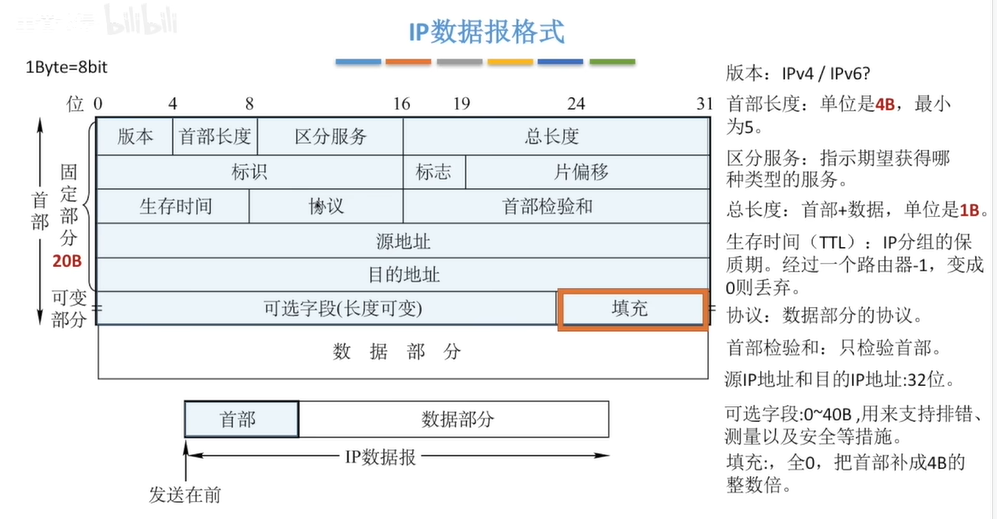 bilibili
IP数据报格式
1Byte=8bit
位 0 4 8 16 19 24 31
版本 首部长度 区分服务 总长度
标识 标志 片偏移
生存时间 协议 首部检验和
源地址
目的地址
可选字段(长度可变) 填充
数据部分
首部
固定部分
20B
可变
部分
首部 数据部分
IP数据报
发送在前
版本：IPv4 / IPv6?
首部长度：单位是4B，最小
为5。
区分服务：指示期望获得哪
种类型的服务。
总长度：首部+数据，单位是1B。
生存时间（TTL）：IP分组的保
质期。经过一个路由器-1，变成
0则丢弃。
协议：数据部分的协议。
首部检验和：只检验首部。
源IP地址和目的IP地址:32位。
可选字段:0~40B ,用来支持排错、
测量以及安全等措施。
填充:，全0，把首部补成4B的
整数倍。